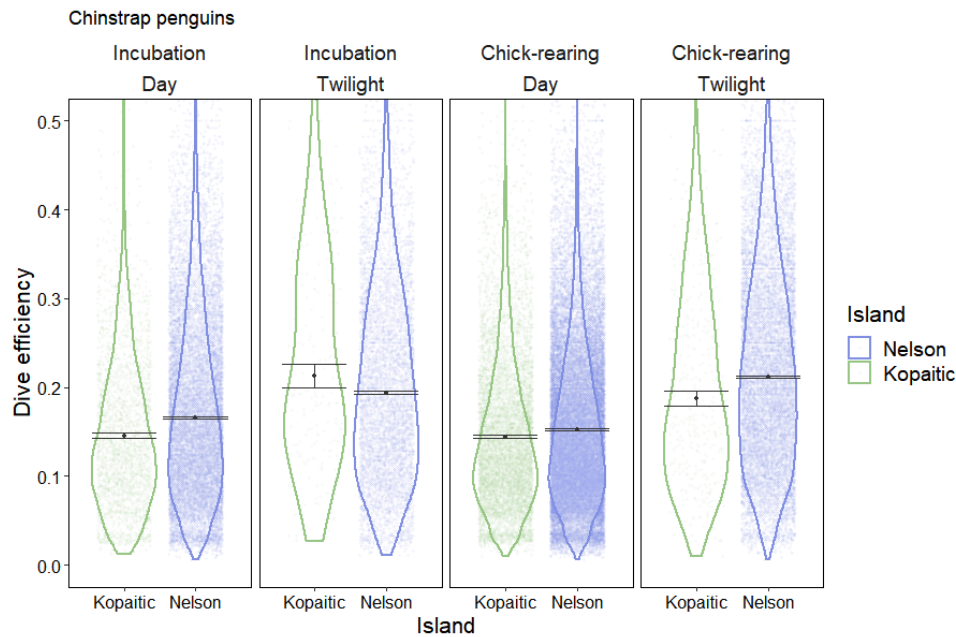 Chinstrap penguins
Incubation Incubation Chick-rearing Chick-rearing
Day Twilight Day Twilight
0.5
0.4
0.3
0.2
0.1
0.0
Dive efficiency
Kopaitic Nelson Kopaitic Nelson Kopaitic Nelson Kopaitic Nelson
Island
Island
Nelson
Kopaitic